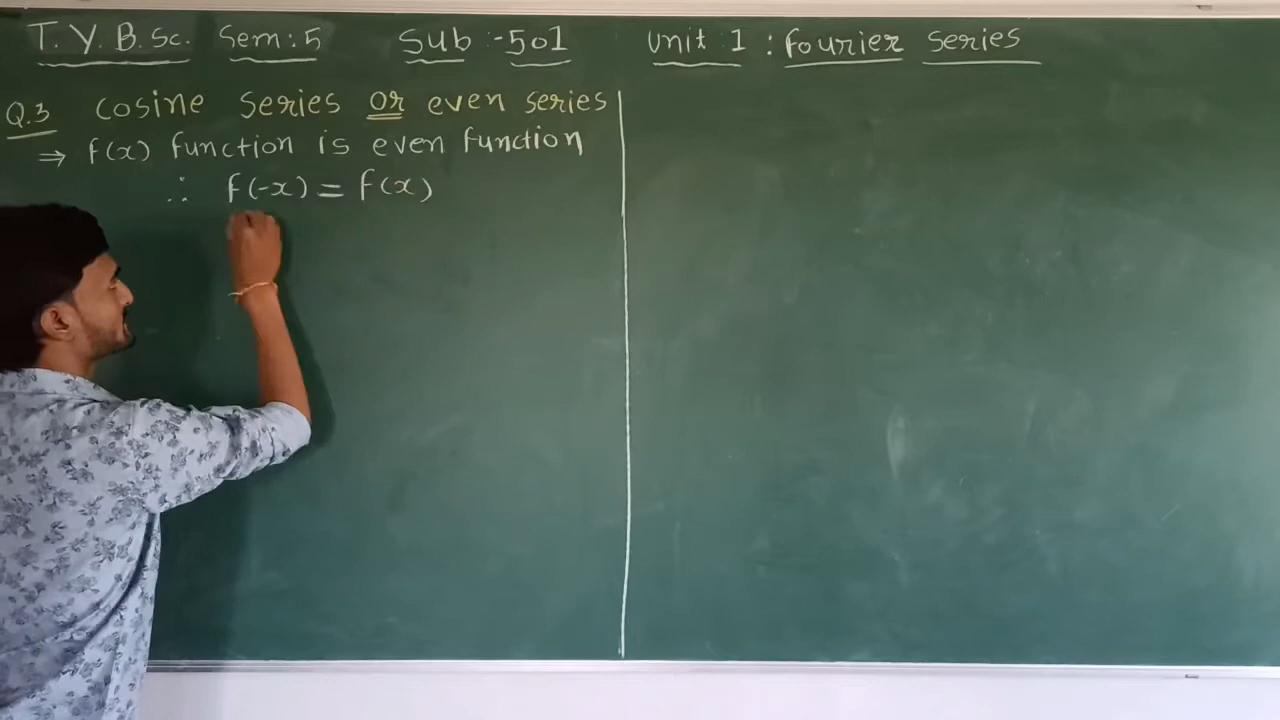 T.Y.B.Sc. Sem:5 Sub:-501 Unit 1 : fourier series
Q.3 Cosine Series Or even series
⇒ f(x) function is even function
∴ f(-x) = f(x)